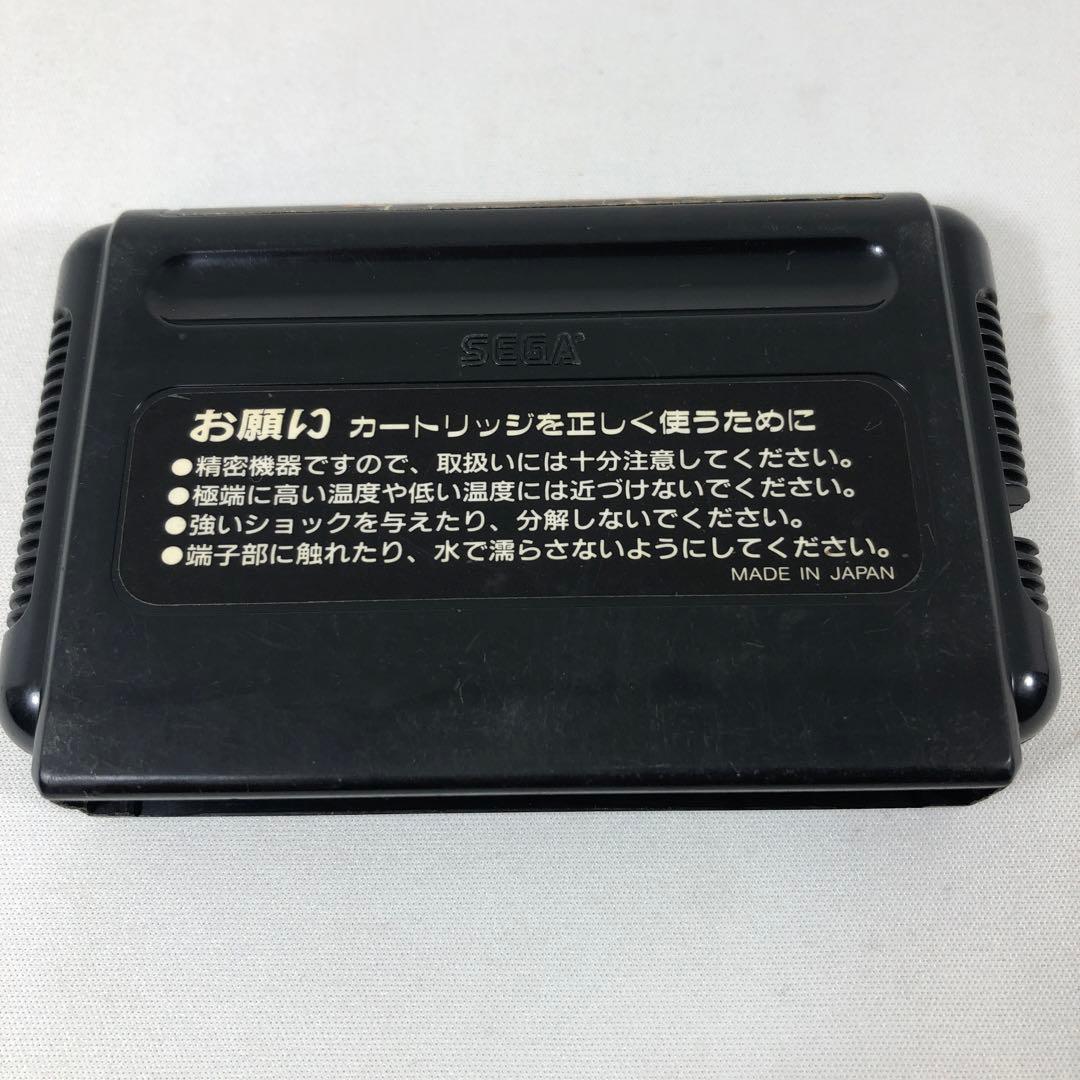 SEGA
お願い カートリッジを正しく使うために
●精密機器ですので、取扱いには十分注意してください。
●極端に高い温度や低い温度には近づけないでください。
●強いショックを与えたり、分解しないでください。
●端子部に触れたり、水で濡らさないようにしてください。
MADE IN JAPAN